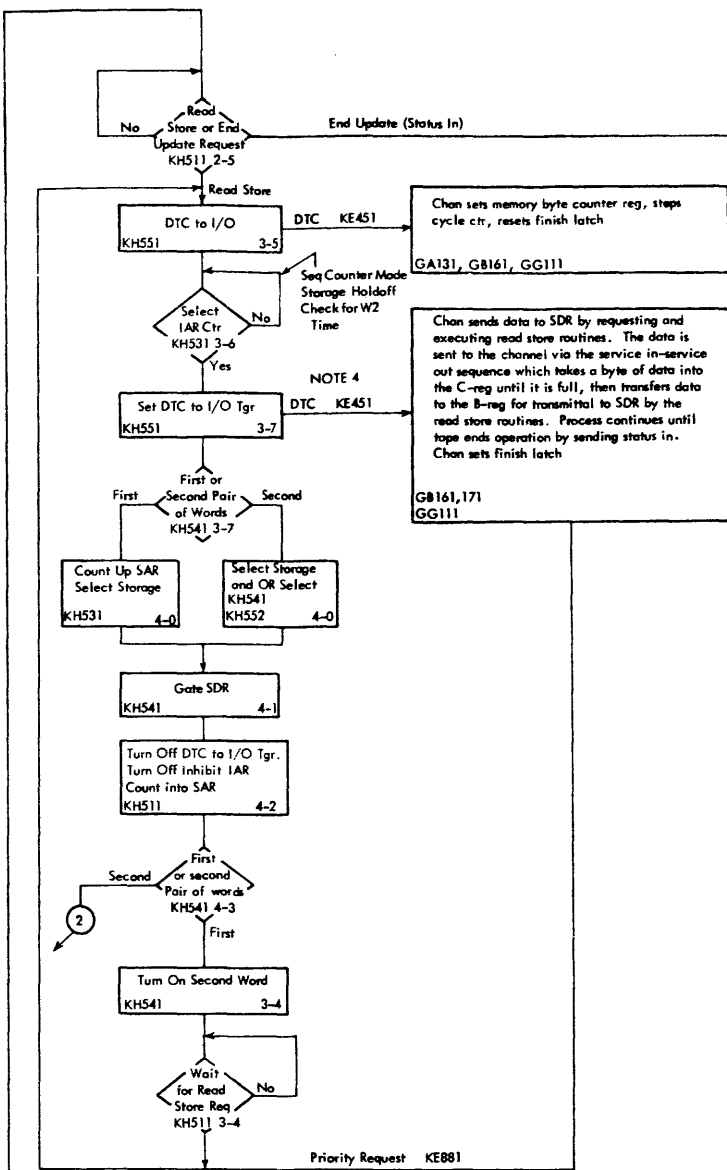 Read
Store or End
Update Request
KH511 2-5
No
End Update (Status In)
Read Store
DTC to I/O
KH551 3-5
DTC KE451
Chan sets memory byte counter reg, steps
cycle ctr, resets finish latch
GA131, GB161, GG111
Seq Counter Mode
Storage Holdoff
Check for W2
Time
Select
IAR Ctr
KH531 3-6
No
Yes
NOTE 4
Set DTC to I/O Tgr
KH551 3-7
DTC KE451
Chan sends data to SDR by requesting and
executing read store routines. The data is
sent to the channel via the service in-service
out sequence which takes a byte of data into
the C-reg until it is full, then transfers data
to the B-reg for transmittal to SDR by the
read store routines. Process continues until
tape ends operation by sending status in.
Chan sets finish latch
GB161,171
GG111
First or
Second Pair
of Words
KH541 3-7
First
Second
Count Up SAR
Select Storage
KH531 4-0
Select Storage
and OR Select
KH541
KH552 4-0
Gate SDR
KH541 4-1
Turn Off DTC to I/O Tgr.
Turn Off Inhibit IAR
Count into SAR
KH511 4-2
First
or second
Pair of words
KH541 4-3
Second
2
First
Turn On Second Word
KH541 3-4
Wait
for Read
Store Req
KH511 3-4
No
Priority Request KE881